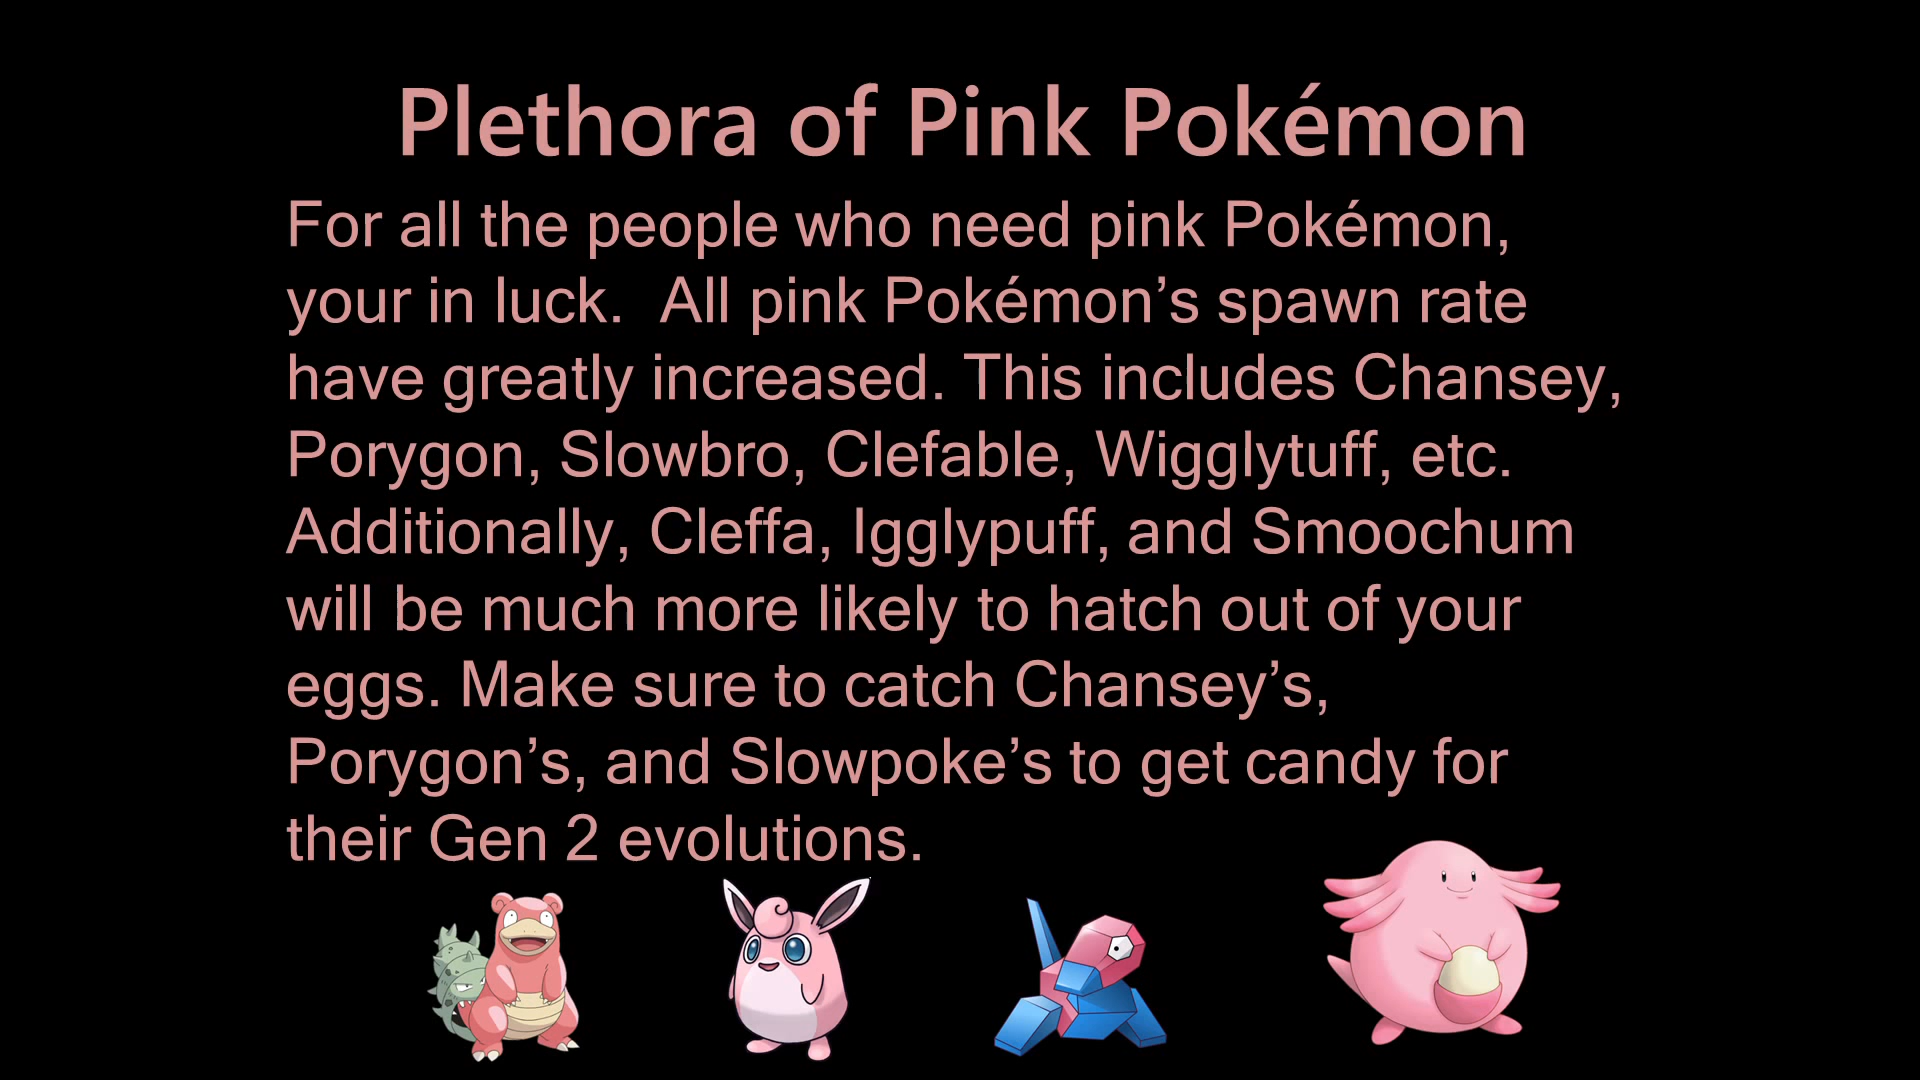 Plethora of Pink Pokémon
For all the people who need pink Pokémon,
your in luck.  All pink Pokémon’s spawn rate
have greatly increased. This includes Chansey,
Porygon, Slowbro, Clefable, Wigglytuff, etc.
Additionally, Cleffa, Igglypuff, and Smoochum
will be much more likely to hatch out of your
eggs. Make sure to catch Chansey’s,
Porygon’s, and Slowpoke’s to get candy for
their Gen 2 evolutions.